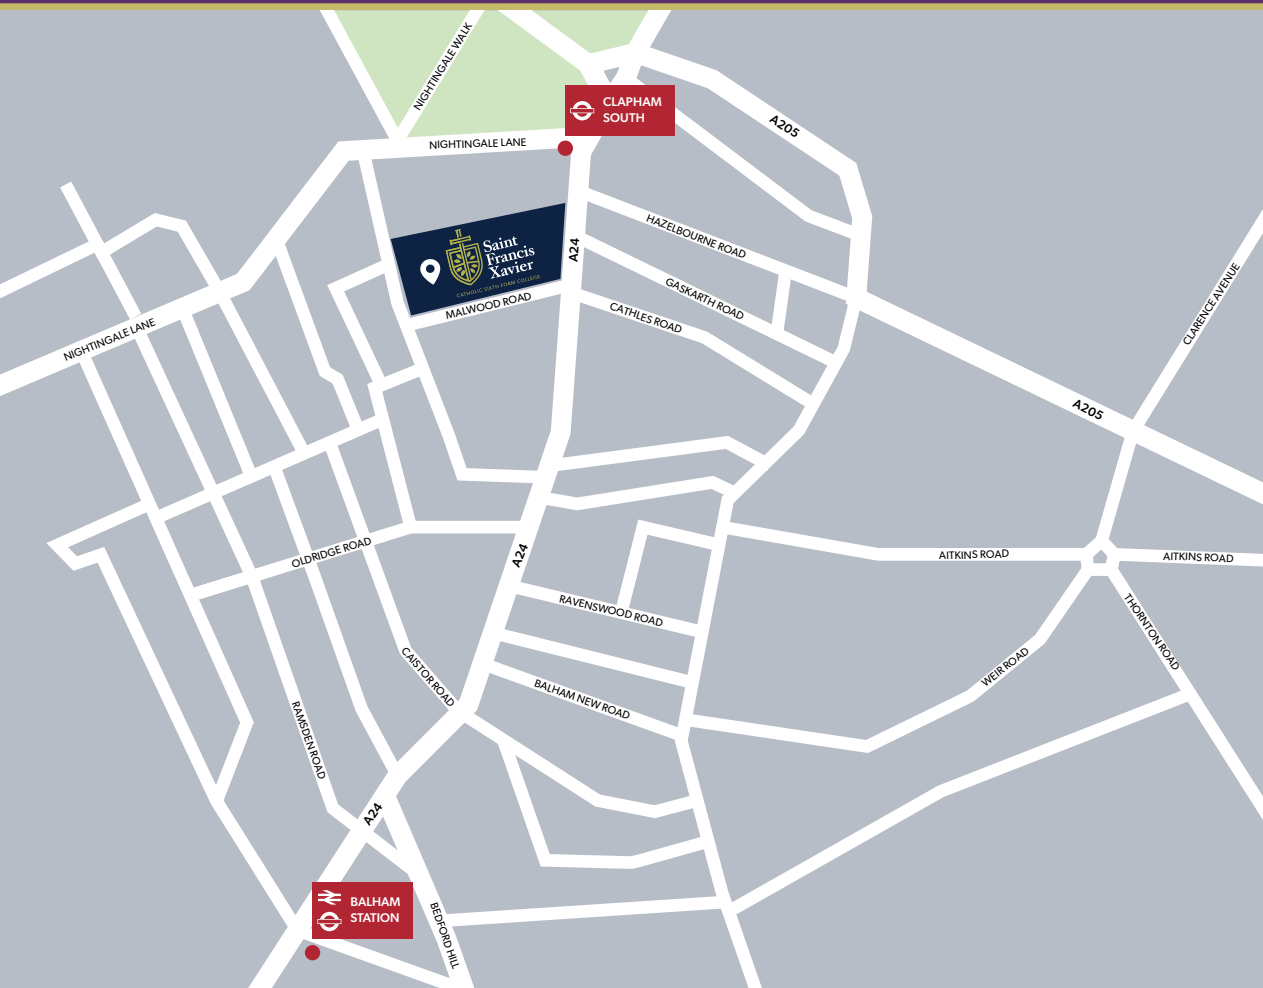 NIGHTINGALE WALK
CLAPHAM
SOUTH
A205
NIGHTINGALE LANE
HAZELBOURNE ROAD
A24
Saint
Francis
Xavier
CATHOLIC SIXTH FORM COLLEGE
MALWOOD ROAD
GASKARTH ROAD
CATHLES ROAD
CLARENCE AVENUE
NIGHTINGALE LANE
A205
OLDRIDGE ROAD
A24
AITKINS ROAD
AITKINS ROAD
RAVENSWOOD ROAD
THORNTON ROAD
CAISTOR ROAD
WEIR ROAD
BALHAM NEW ROAD
RAMSDEN ROAD
A24
BALHAM
STATION
BEDFORD HILL